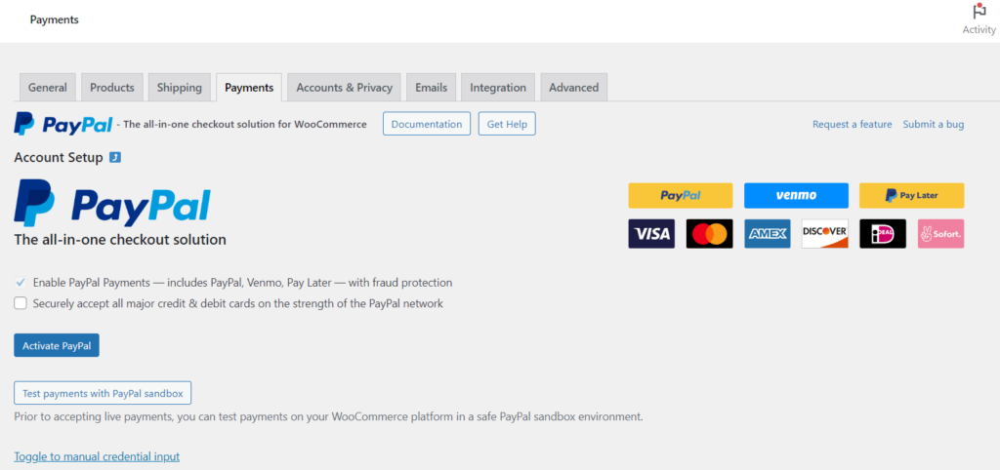 Payments
Activity
General Products Shipping Payments Accounts & Privacy Emails Integration Advanced
PayPal - The all-in-one checkout solution for WooCommerce Documentation Get Help Request a feature Submit a bug
Account Setup
PayPal
PayPal venmo Pay Later
VISA AMEX DISCOVER iDEAL Sofort.
The all-in-one checkout solution
Enable PayPal Payments — includes PayPal, Venmo, Pay Later — with fraud protection
Securely accept all major credit & debit cards on the strength of the PayPal network
Activate PayPal
Test payments with PayPal sandbox
Prior to accepting live payments, you can test payments on your WooCommerce platform in a safe PayPal sandbox environment.
Toggle to manual credential input